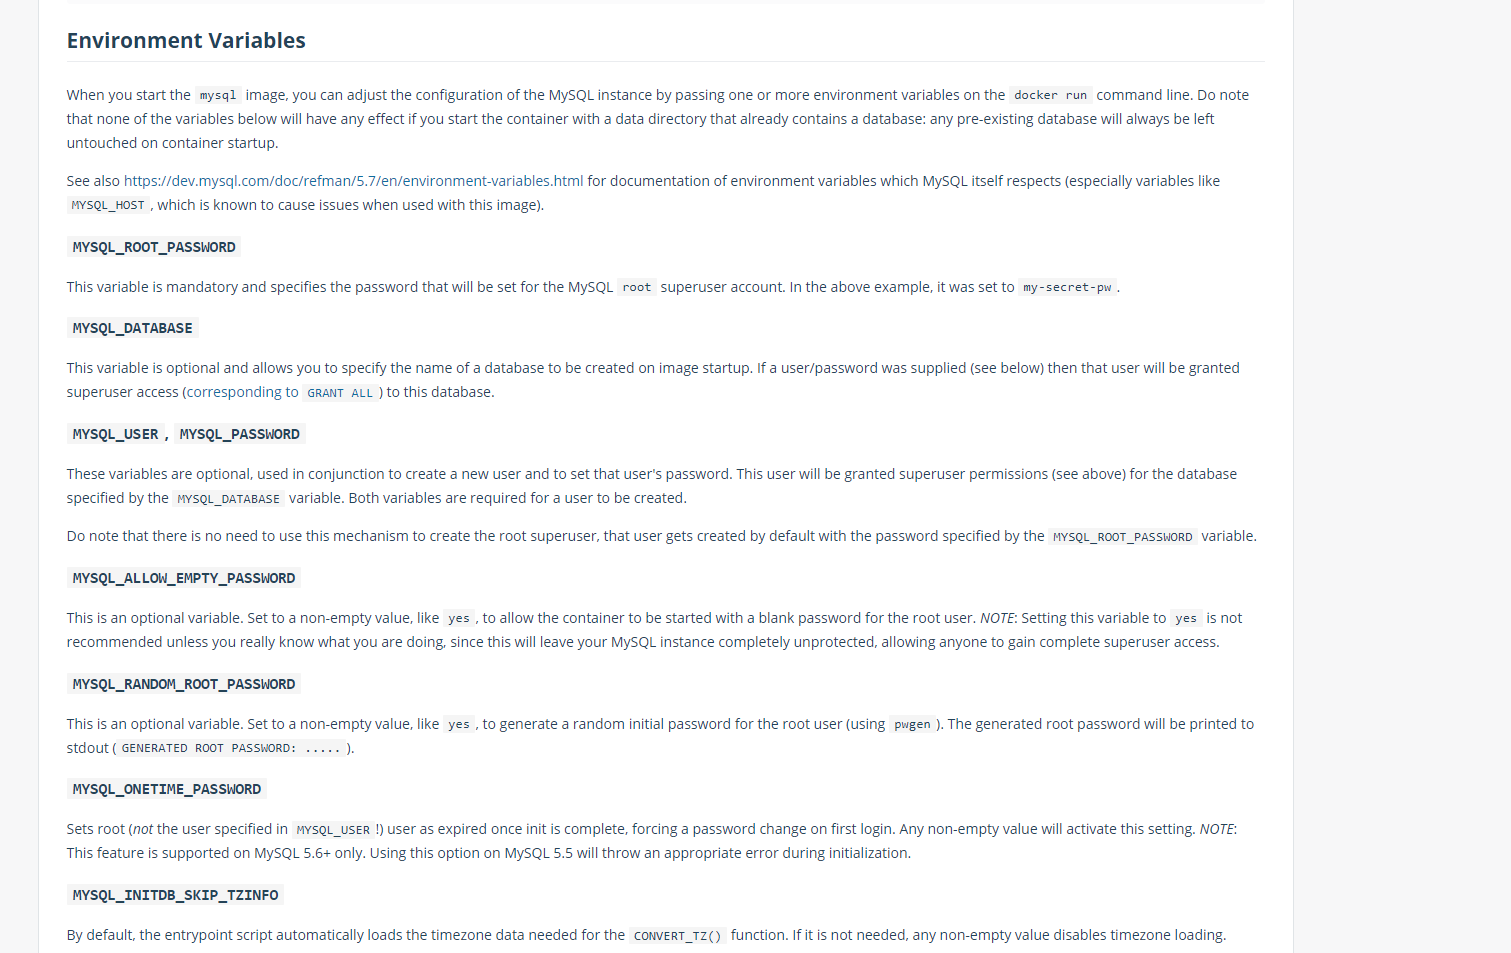 Environment Variables
When you start the mysql image, you can adjust the configuration of the MySQL instance by passing one or more environment variables on the docker run command line. Do note
that none of the variables below will have any effect if you start the container with a data directory that already contains a database: any pre-existing database will always be left
untouched on container startup.
See also https://dev.mysql.com/doc/refman/5.7/en/environment-variables.html for documentation of environment variables which MySQL itself respects (especially variables like
MYSQL_HOST , which is known to cause issues when used with this image).
MYSQL_ROOT_PASSWORD
This variable is mandatory and specifies the password that will be set for the MySQL root superuser account. In the above example, it was set to my-secret-pw .
MYSQL_DATABASE
This variable is optional and allows you to specify the name of a database to be created on image startup. If a user/password was supplied (see below) then that user will be granted
superuser access (corresponding to GRANT ALL ) to this database.
MYSQL_USER , MYSQL_PASSWORD
These variables are optional, used in conjunction to create a new user and to set that user's password. This user will be granted superuser permissions (see above) for the database
specified by the MYSQL_DATABASE variable. Both variables are required for a user to be created.
Do note that there is no need to use this mechanism to create the root superuser, that user gets created by default with the password specified by the MYSQL_ROOT_PASSWORD variable.
MYSQL_ALLOW_EMPTY_PASSWORD
This is an optional variable. Set to a non-empty value, like yes , to allow the container to be started with a blank password for the root user. NOTE: Setting this variable to yes is not
recommended unless you really know what you are doing, since this will leave your MySQL instance completely unprotected, allowing anyone to gain complete superuser access.
MYSQL_RANDOM_ROOT_PASSWORD
This is an optional variable. Set to a non-empty value, like yes , to generate a random initial password for the root user (using pwgen ). The generated root password will be printed to
stdout ( GENERATED ROOT PASSWORD: ..... ).
MYSQL_ONETIME_PASSWORD
Sets root (not the user specified in MYSQL_USER !) user as expired once init is complete, forcing a password change on first login. Any non-empty value will activate this setting. NOTE:
This feature is supported on MySQL 5.6+ only. Using this option on MySQL 5.5 will throw an appropriate error during initialization.
MYSQL_INITDB_SKIP_TZINFO
By default, the entrypoint script automatically loads the timezone data needed for the CONVERT_TZ() function. If it is not needed, any non-empty value disables timezone loading.